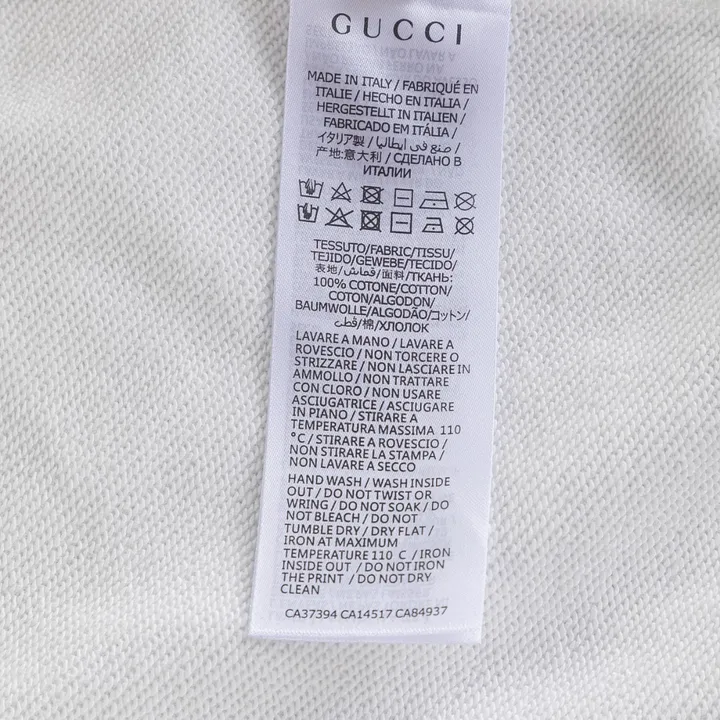 GUCCI
MADE IN ITALY / FABRIQUÉ EN
ITALIE / HECHO EN ITALIA /
HERGESTELLT IN ITALIEN /
FABRICADO EM ITÁLIA /
イタリア製 / صنع في ايطاليا /
产地:意大利 / СДЕЛАНО В
ИТАЛИИ
TESSUTO/FABRIC/TISSU/
TEJIDO/GEWEBE/TECIDO/
表地/قماش/面料/ТКАНЬ:
100% COTONE/COTTON/
COTON/ALGODON/
BAUMWOLLE/ALGODÃO/コットン/
قطن/棉/ХЛОПОК
LAVARE A MANO / LAVARE A
ROVESCIO / NON TORCERE O
STRIZZARE / NON LASCIARE IN
AMMOLLO / NON TRATTARE
CON CLORO / NON USARE
ASCIUGATRICE / ASCIUGARE
IN PIANO / STIRARE A
TEMPERATURA MASSIMA 110
°C / STIRARE A ROVESCIO /
NON STIRARE LA STAMPA /
NON LAVARE A SECCO
HAND WASH / WASH INSIDE
OUT / DO NOT TWIST OR
WRING / DO NOT SOAK / DO
NOT BLEACH / DO NOT
TUMBLE DRY / DRY FLAT /
IRON AT MAXIMUM
TEMPERATURE 110 C / IRON
INSIDE OUT / DO NOT IRON
THE PRINT / DO NOT DRY
CLEAN
CA37394 CA14517 CA84937